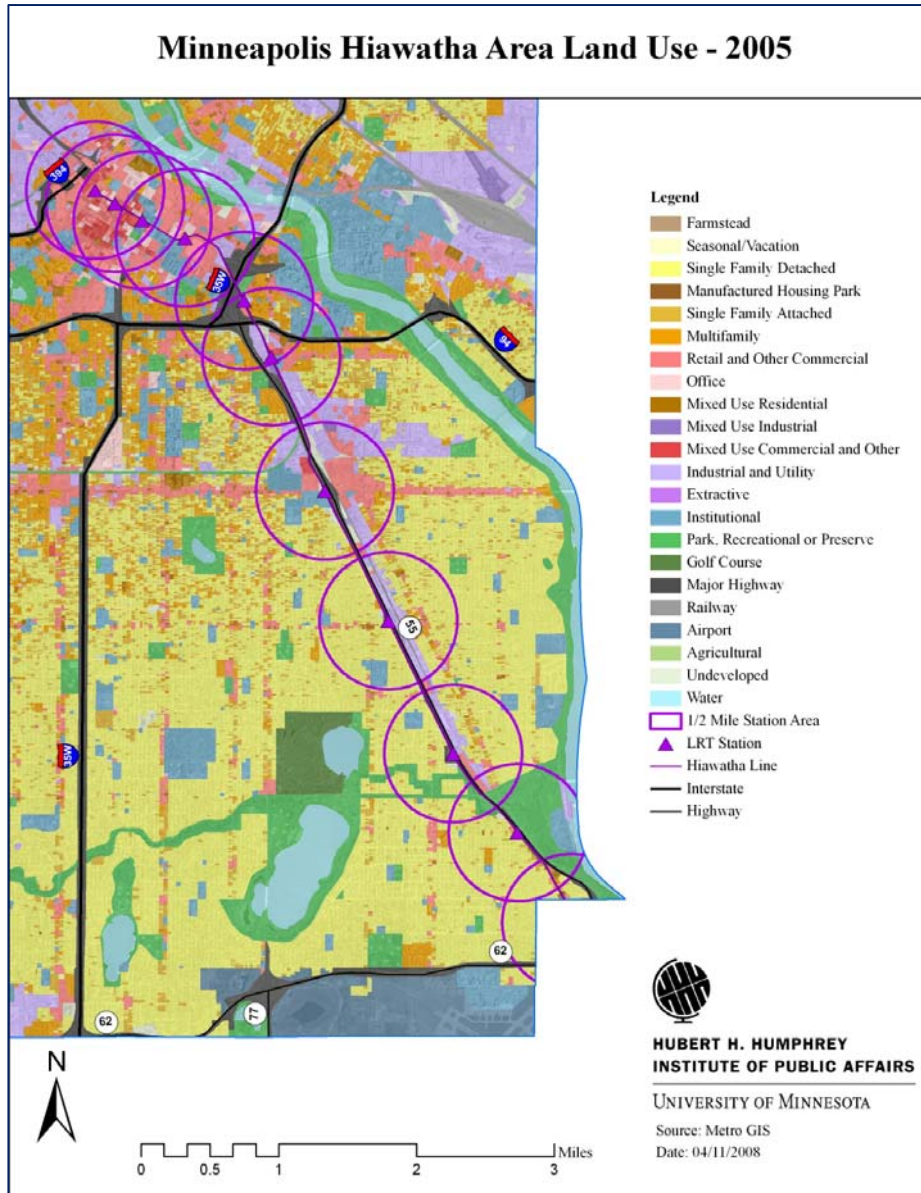 Minneapolis Hiawatha Area Land Use - 2005
394
35W
94
55
35W
62
62
77
Legend
Farmstead
Seasonal/Vacation
Single Family Detached
Manufactured Housing Park
Single Family Attached
Multifamily
Retail and Other Commercial
Office
Mixed Use Residential
Mixed Use Industrial
Mixed Use Commercial and Other
Industrial and Utility
Extractive
Institutional
Park, Recreational or Preserve
Golf Course
Major Highway
Railway
Airport
Agricultural
Undeveloped
Water
1/2 Mile Station Area
LRT Station
Hiawatha Line
Interstate
Highway
N
Miles
0 0.5 1 2 3
HUBERT H. HUMPHREY
INSTITUTE OF PUBLIC AFFAIRS
UNIVERSITY OF MINNESOTA
Source: Metro GIS
Date: 04/11/2008